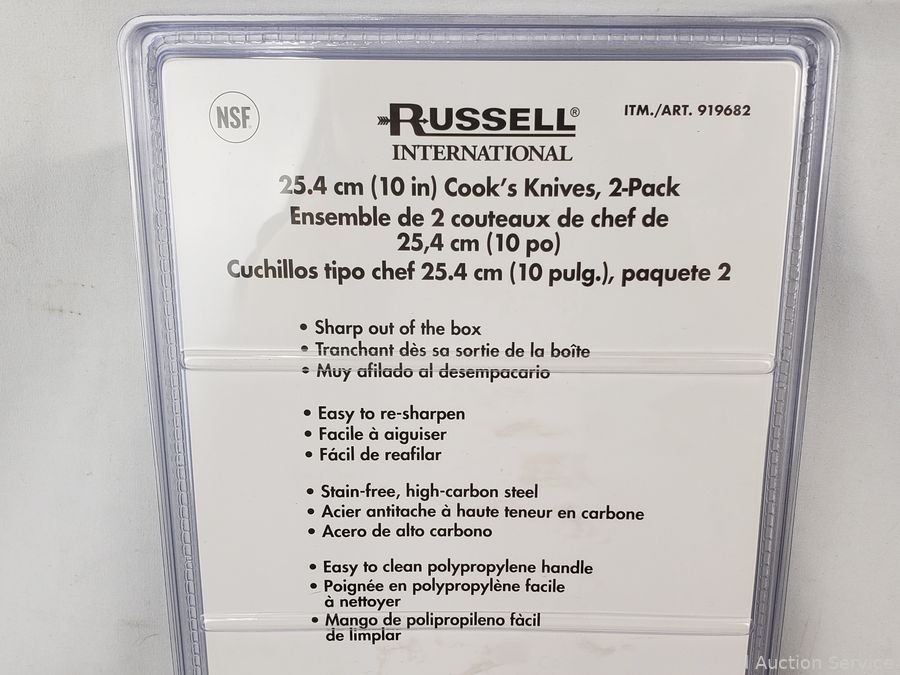 NSF
RUSSELL®
INTERNATIONAL
ITM./ART. 919682
25.4 cm (10 in) Cook's Knives, 2-Pack
Ensemble de 2 couteaux de chef de
25,4 cm (10 po)
Cuchillos tipo chef 25.4 cm (10 pulg.), paquete 2
• Sharp out of the box
• Tranchant dès sa sortie de la boîte
• Muy afilado al desempacario
• Easy to re-sharpen
• Facile à aiguiser
• Fácil de reafilar
• Stain-free, high-carbon steel
• Acier antitache à haute teneur en carbone
• Acero de alto carbono
• Easy to clean polypropylene handle
• Poignée en polypropylène facile
à nettoyer
• Mango de polipropileno fàcil
de limplar
Auction Service